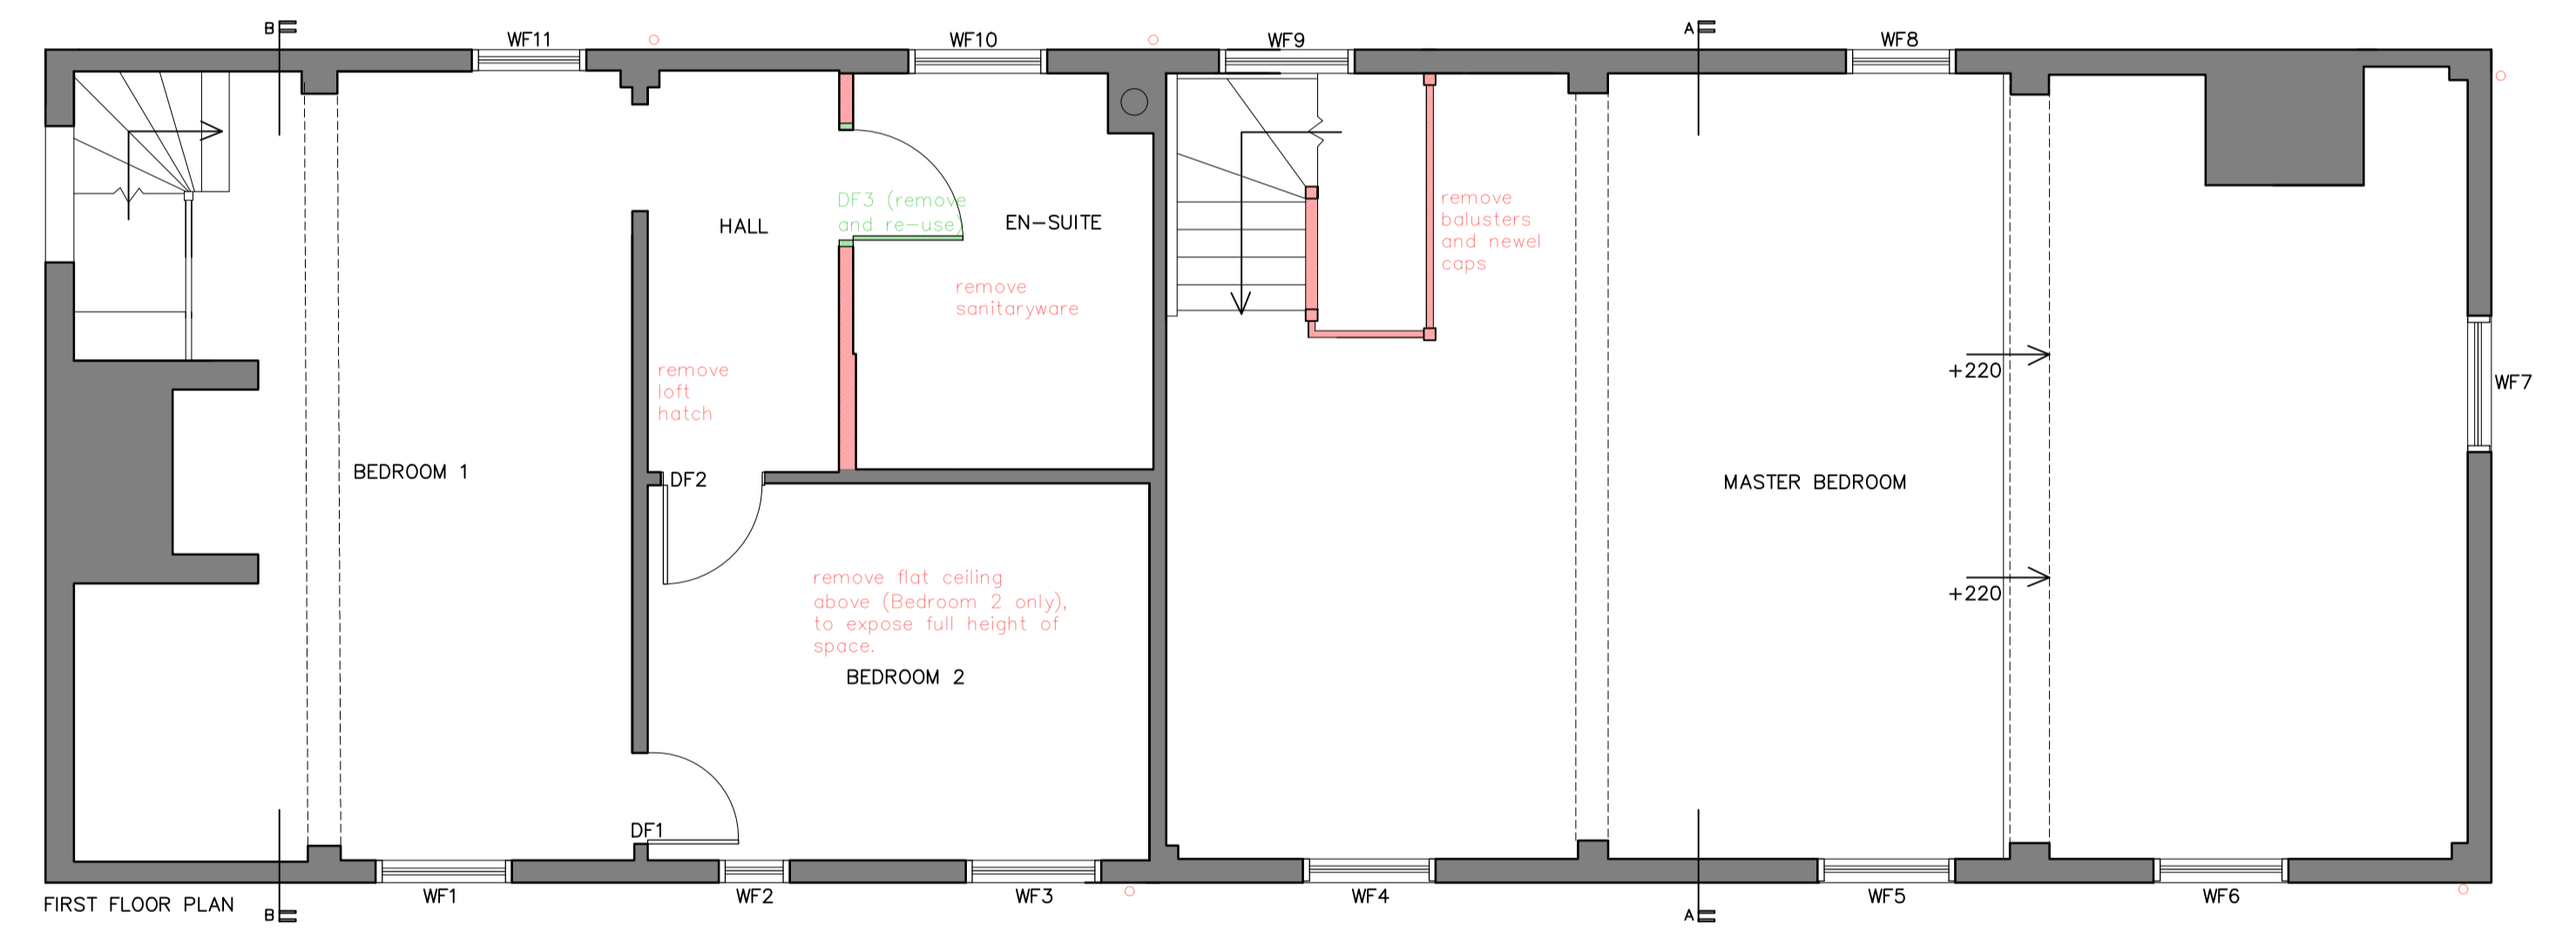 B
WF11
WF10
WF9
A
WF8
DF3 (remove
and re-use)
HALL
EN-SUITE
remove
balusters
and newel
caps
remove
sanitaryware
remove
loft
hatch
+220
WF7
BEDROOM 1
DF2
MASTER BEDROOM
remove flat ceiling
above (Bedroom 2 only),
to expose full height of
space.
+220
BEDROOM 2
DF1
FIRST FLOOR PLAN
B
WF1
WF2
WF3
WF4
A
WF5
WF6